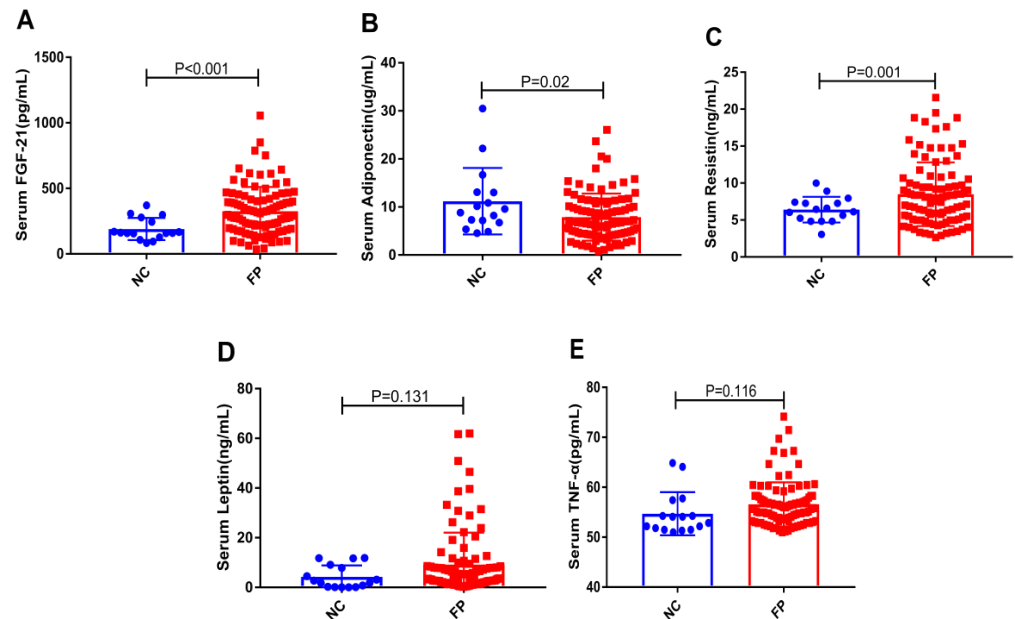 A
Serum FGF-21(pg/mL)
1500
1000
500
0
P<0.001
NC
FP
B
Serum Adiponectin(ug/mL)
40
30
20
10
0
P=0.02
NC
FP
C
Serum Resistin(ng/mL)
25
20
15
10
5
0
P=0.001
NC
FP
D
Serum Leptin(ng/mL)
80
60
40
20
0
P=0.131
NC
FP
E
Serum TNF-α(pg/mL)
80
70
60
50
40
P=0.116
NC
FP